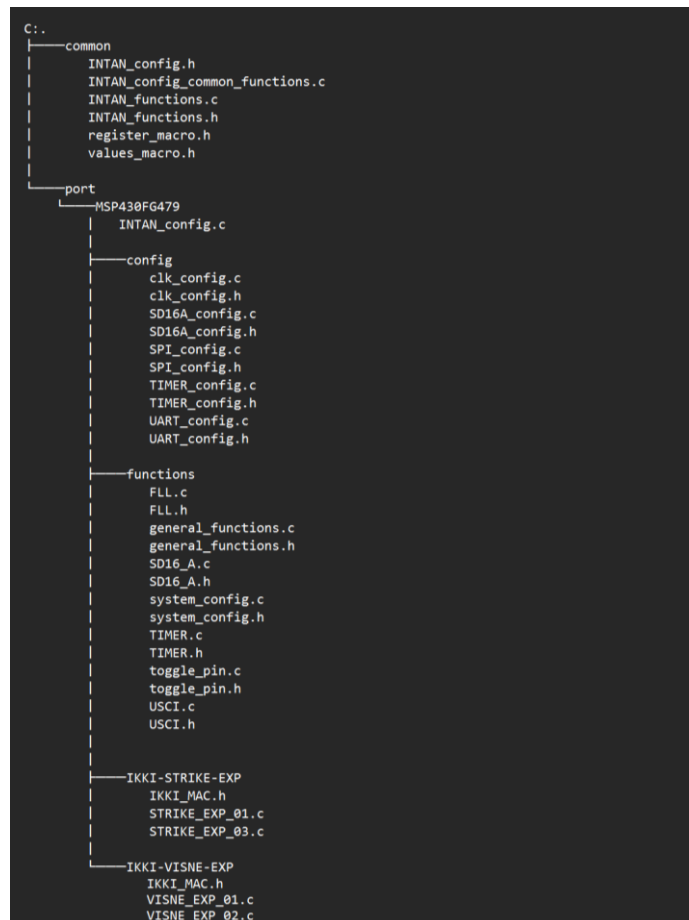 C:.
├───common
│ INTAN_config.h
│ INTAN_config_common_functions.c
│ INTAN_functions.c
│ INTAN_functions.h
│ register_macro.h
│ values_macro.h
│
└───port
└───MSP430FG479
│ INTAN_config.c
│
├───config
│ clk_config.c
│ clk_config.h
│ SD16A_config.c
│ SD16A_config.h
│ SPI_config.c
│ SPI_config.h
│ TIMER_config.c
│ TIMER_config.h
│ UART_config.c
│ UART_config.h
│
├───functions
│ FLL.c
│ FLL.h
│ general_functions.c
│ general_functions.h
│ SD16_A.c
│ SD16_A.h
│ system_config.c
│ system_config.h
│ TIMER.c
│ TIMER.h
│ toggle_pin.c
│ toggle_pin.h
│ USCI.c
│ USCI.h
│
│
├───IKKI-STRIKE-EXP
│ IKKI_MAC.h
│ STRIKE_EXP_01.c
│ STRIKE_EXP_03.c
│
└───IKKI-VISNE-EXP
IKKI_MAC.h
VISNE_EXP_01.c
VISNE_EXP_02.c